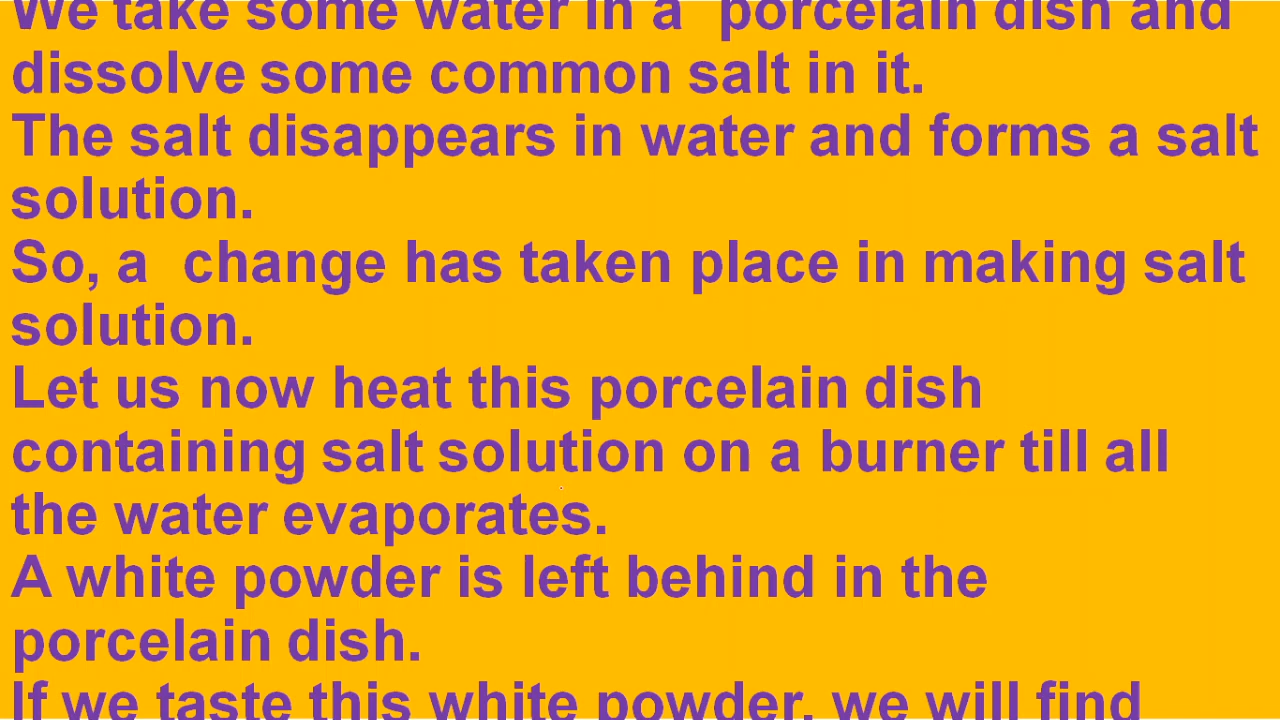 We take some water in a porcelain dish and
dissolve some common salt in it.
The salt disappears in water and forms a salt
solution.
So, a change has taken place in making salt
solution.
Let us now heat this porcelain dish
containing salt solution on a burner till all
the water evaporates.
A white powder is left behind in the
porcelain dish.
If we taste this white powder, we will find